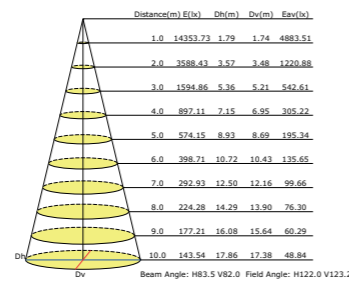 Distance(m) E(lx) Dh(m) Dv(m) Eav(lx)
1.0 14353.73 1.79 1.74 4883.51
2.0 3588.43 3.57 3.48 1220.88
3.0 1594.86 5.36 5.21 542.61
4.0 897.11 7.15 6.95 305.22
5.0 574.15 8.93 8.69 195.34
6.0 398.71 10.72 10.43 135.65
7.0 292.93 12.50 12.16 99.66
8.0 224.28 14.29 13.90 76.30
9.0 177.21 16.08 15.64 60.29
Dh 10.0 143.54 17.86 17.38 48.84
Dv Beam Angle: H83.5 V82.0 Field Angle: H122.0 V123.2